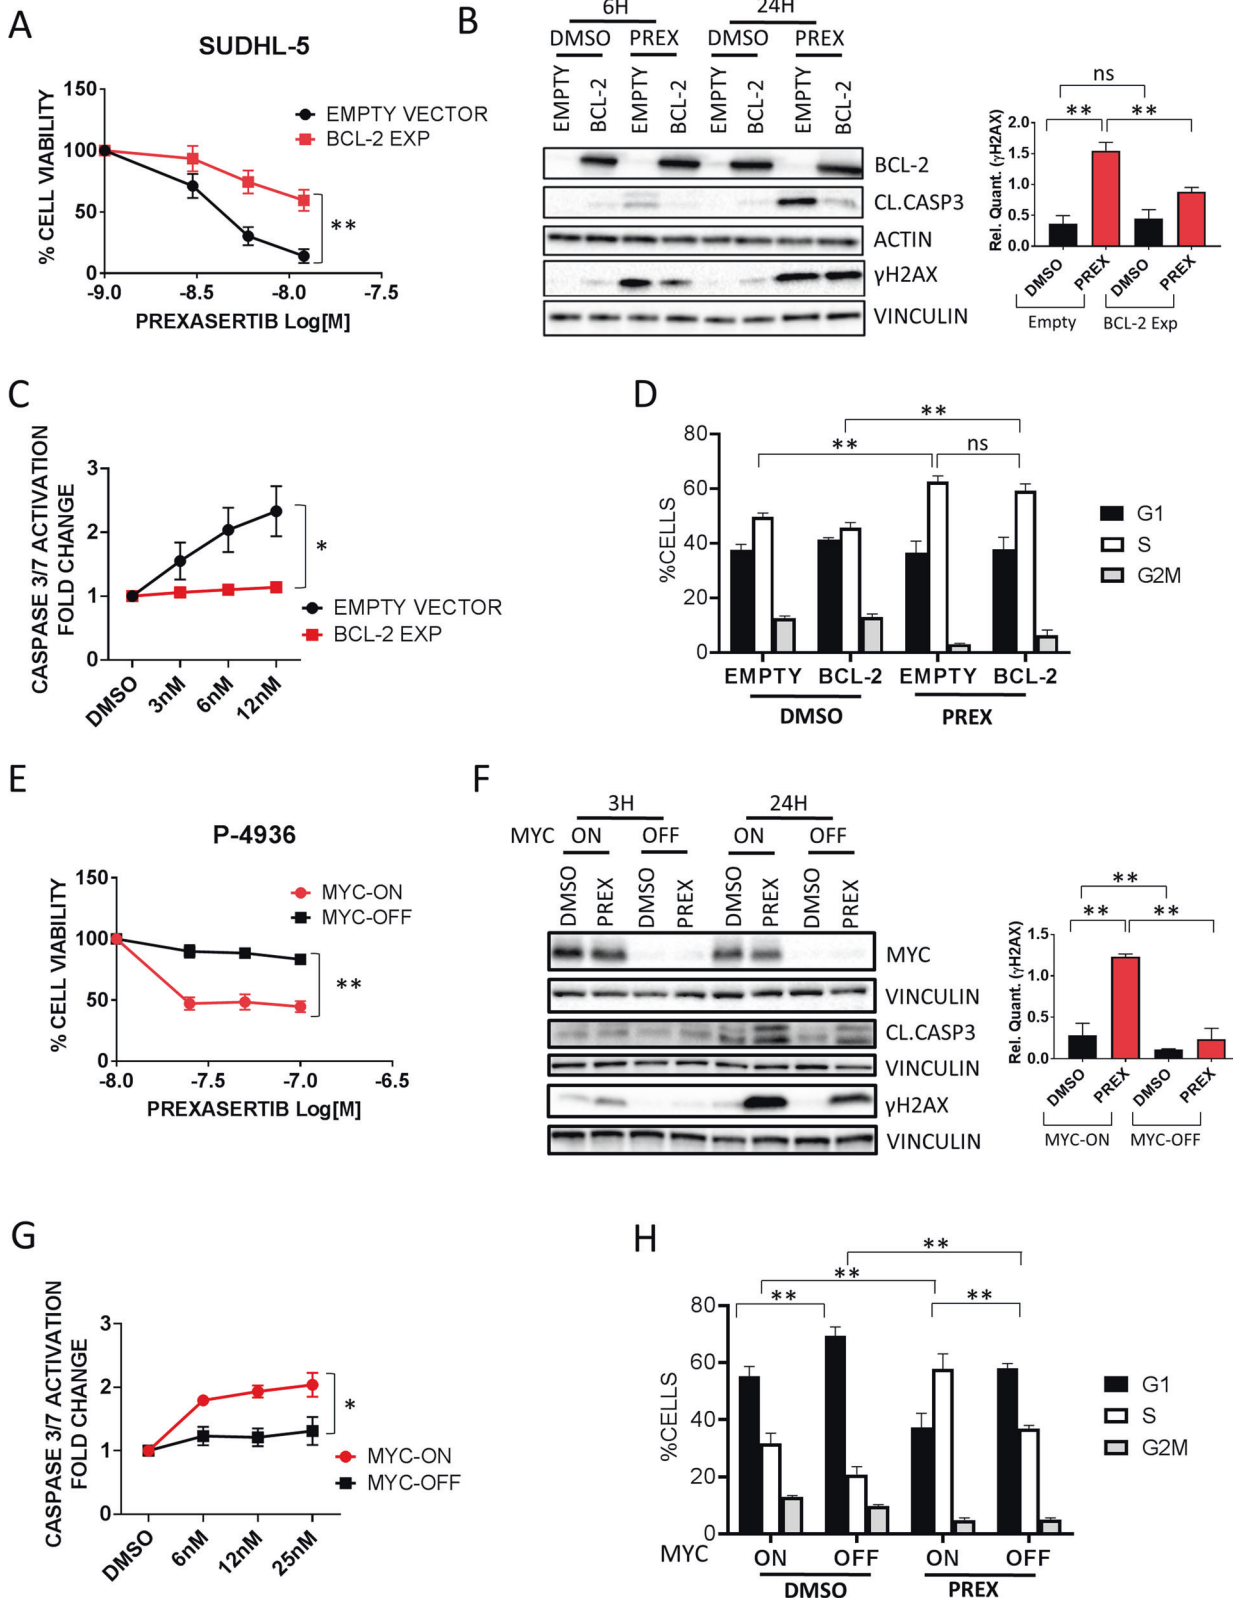 A
SUDHL-5
% CELL VIABILITY
150
100
50
0
-9.0 -8.5 -8.0 -7.5
PREXASERTIB Log[M]
EMPTY VECTOR
BCL-2 EXP
**
B
6H 24H
DMSO PREX DMSO PREX
EMPTY BCL-2 EMPTY BCL-2 EMPTY BCL-2 EMPTY BCL-2
BCL-2
CL.CASP3
ACTIN
γH2AX
VINCULIN
ns
** **
Rel. Quant. (γH2AX)
2.0
1.5
1.0
0.5
0.0
DMSO PREX DMSO PREX
Empty BCL-2 Exp
C
CASPASE 3/7 ACTIVATION
FOLD CHANGE
3
2
1
0
DMSO 3nM 6nM 12nM
*
EMPTY VECTOR
BCL-2 EXP
D
**
** ns
%CELLS
80
60
40
20
0
EMPTY BCL-2 EMPTY BCL-2
DMSO PREX
G1
S
G2M
E
P-4936
% CELL VIABILITY
150
100
50
0
-8.0 -7.5 -7.0 -6.5
PREXASERTIB Log[M]
MYC-ON
MYC-OFF
**
F
3H 24H
MYC ON OFF ON OFF
DMSO PREX DMSO PREX DMSO PREX DMSO PREX
MYC
VINCULIN
CL.CASP3
VINCULIN
γH2AX
VINCULIN
**
** **
Rel. Quant. (γH2AX)
1.5
1.0
0.5
0.0
DMSO PREX DMSO PREX
MYC-ON MYC-OFF
G
CASPASE 3/7 ACTIVATION
FOLD CHANGE
3
2
1
0
DMSO 6nM 12nM 25nM
*
MYC-ON
MYC-OFF
H
**
**
** **
%CELLS
80
60
40
20
0
MYC ON OFF ON OFF
DMSO PREX
G1
S
G2M